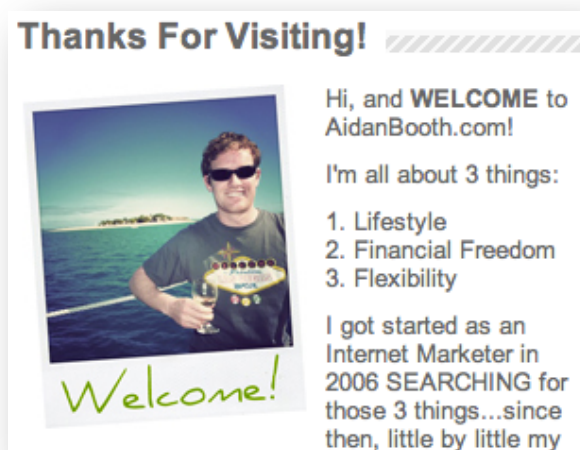 Thanks For Visiting!
Hi, and WELCOME to
AidanBooth.com!
I'm all about 3 things:
1. Lifestyle
2. Financial Freedom
3. Flexibility
I got started as an
Internet Marketer in
2006 SEARCHING for
those 3 things...since
then, little by little my
Welcome!